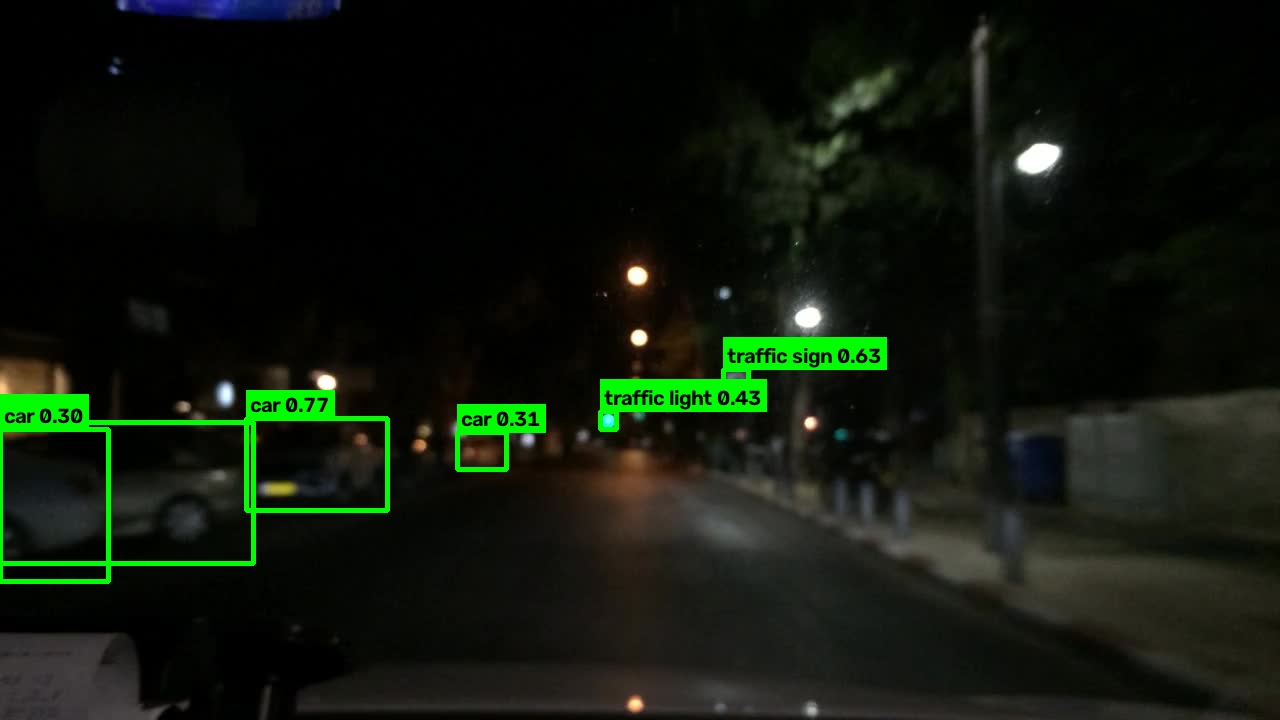 traffic sign 0.63
traffic light 0.43
car 0.30
car 0.77
car 0.31